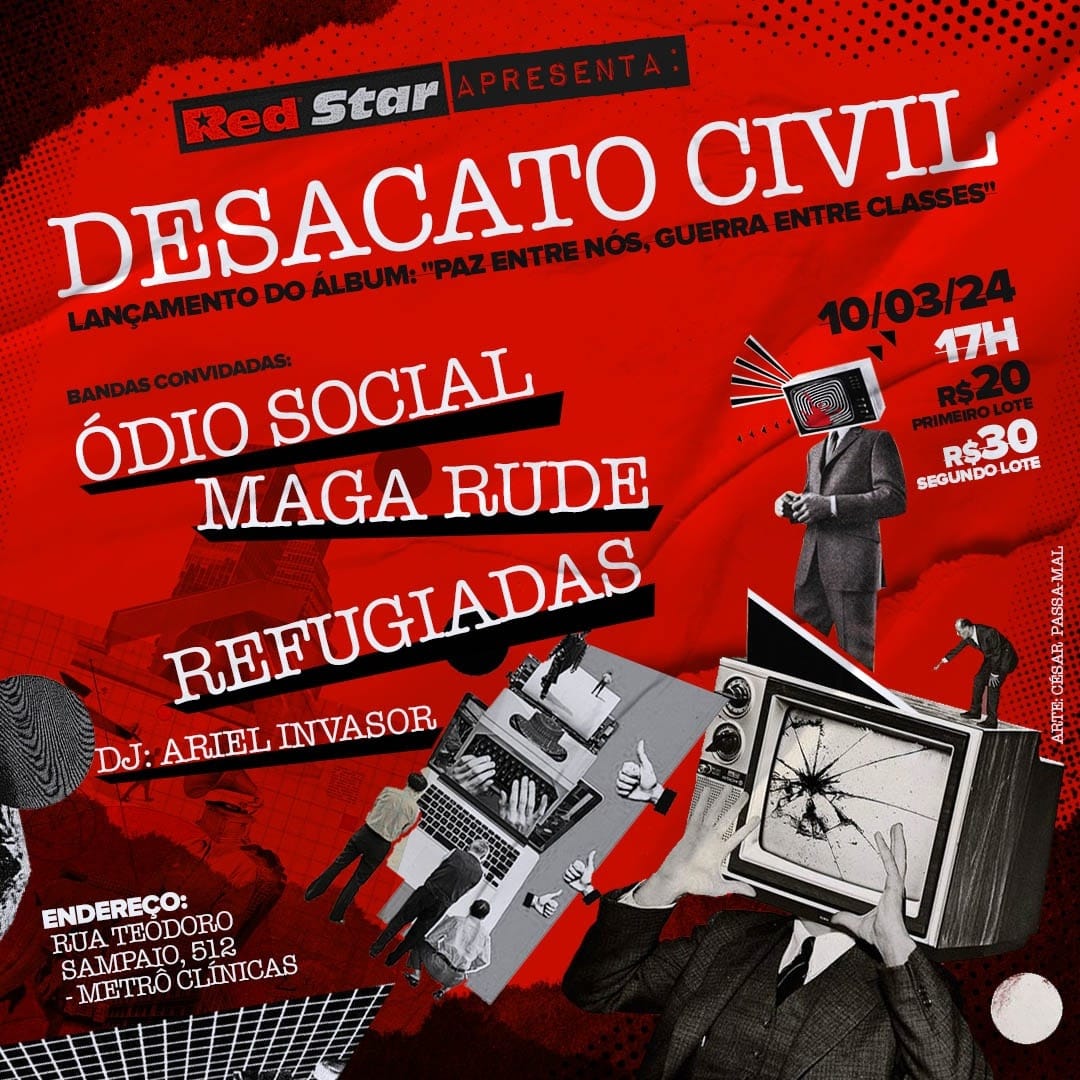 Red Star APRESENTA:
DESACATO CIVIL
LANÇAMENTO DO ÁLBUM: "PAZ ENTRE NÓS, GUERRA ENTRE CLASSES"
10/03/24
17H
R$20
PRIMEIRO LOTE
R$30
SEGUNDO LOTE
BANDAS CONVIDADAS:
ÓDIO SOCIAL
MAGA RUDE
REFUGIADAS
DJ: ARIEL INVASOR
ARTE: CÉSAR PASSA-MAL
ENDEREÇO:
RUA TEODORO
SAMPAIO, 512
- METRÔ CLÍNICAS